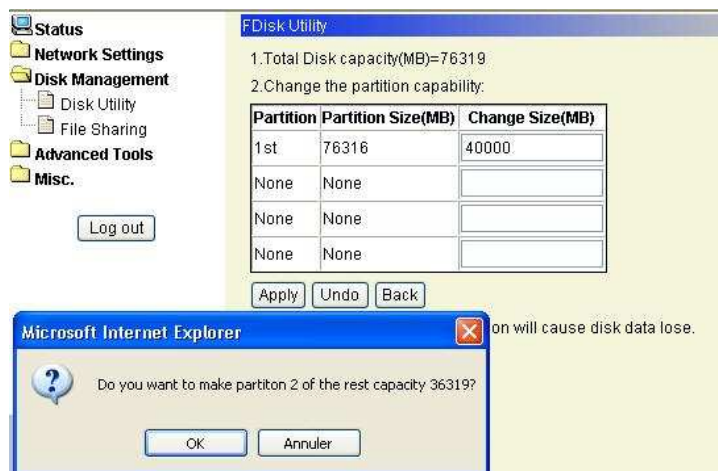 Status
Network Settings
Disk Management
Disk Utility
File Sharing
Advanced Tools
Misc.
Log out
FDisk Utility
1.Total Disk capacity(MB)=76319
2.Change the partition capability:
Partition Partition Size(MB) Change Size(MB)
1st 76316 40000
None None
None None
None None
Apply Undo Back
on will cause disk data lose.
Microsoft Internet Explorer
Do you want to make partiton 2 of the rest capacity 36319?
OK Annuler